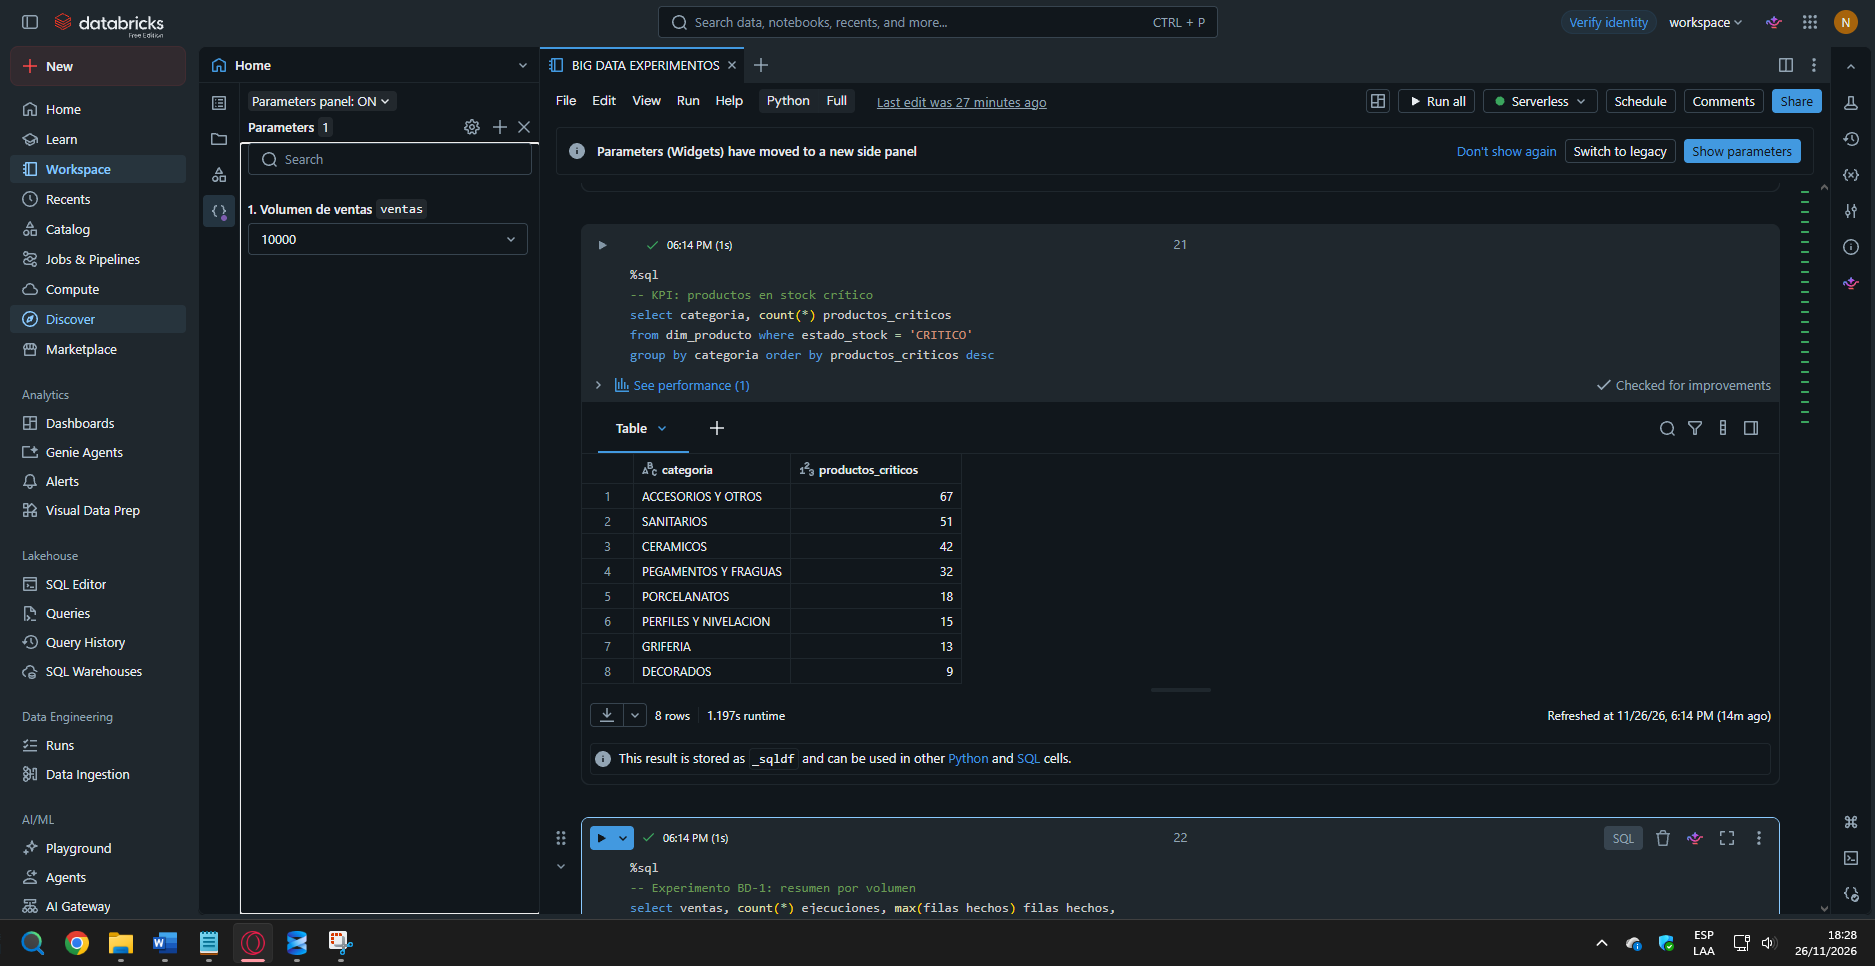 databricks
Free Edition
Search data, notebooks, recents, and more...
CTRL + P
Verify identity
workspace
N
New
Home
Learn
Workspace
Recents
Catalog
Jobs & Pipelines
Compute
Discover
Marketplace
Analytics
Dashboards
Genie Agents
Alerts
Visual Data Prep
Lakehouse
SQL Editor
Queries
Query History
SQL Warehouses
Data Engineering
Runs
Data Ingestion
AI/ML
Playground
Agents
AI Gateway
Home
Parameters panel: ON
Parameters 1
Search
1. Volumen de ventas ventas
10000
BIG DATA EXPERIMENTOS
File Edit View Run Help Python Full Last edit was 27 minutes ago
Run all Serverless Schedule Comments Share
Parameters (Widgets) have moved to a new side panel
Don't show again Switch to legacy Show parameters
06:14 PM (1s) 21
%sql
-- KPI: productos en stock crítico
select categoria, count(*) productos_criticos
from dim_producto where estado_stock = 'CRITICO'
group by categoria order by productos_criticos desc
See performance (1) Checked for improvements
Table
categoria productos_criticos
1 ACCESORIOS Y OTROS 67
2 SANITARIOS 51
3 CERAMICOS 42
4 PEGAMENTOS Y FRAGUAS 32
5 PORCELANATOS 18
6 PERFILES Y NIVELACION 15
7 GRIFERIA 13
8 DECORADOS 9
8 rows 1.197s runtime Refreshed at 11/26/26, 6:14 PM (14m ago)
This result is stored as _sqldf and can be used in other Python and SQL cells.
06:14 PM (1s) 22 SQL
%sql
-- Experimento BD-1: resumen por volumen
select ventas, count(*) ejecuciones, max(filas_hechos) filas_hechos,
ESP
LAA
18:28
26/11/2026